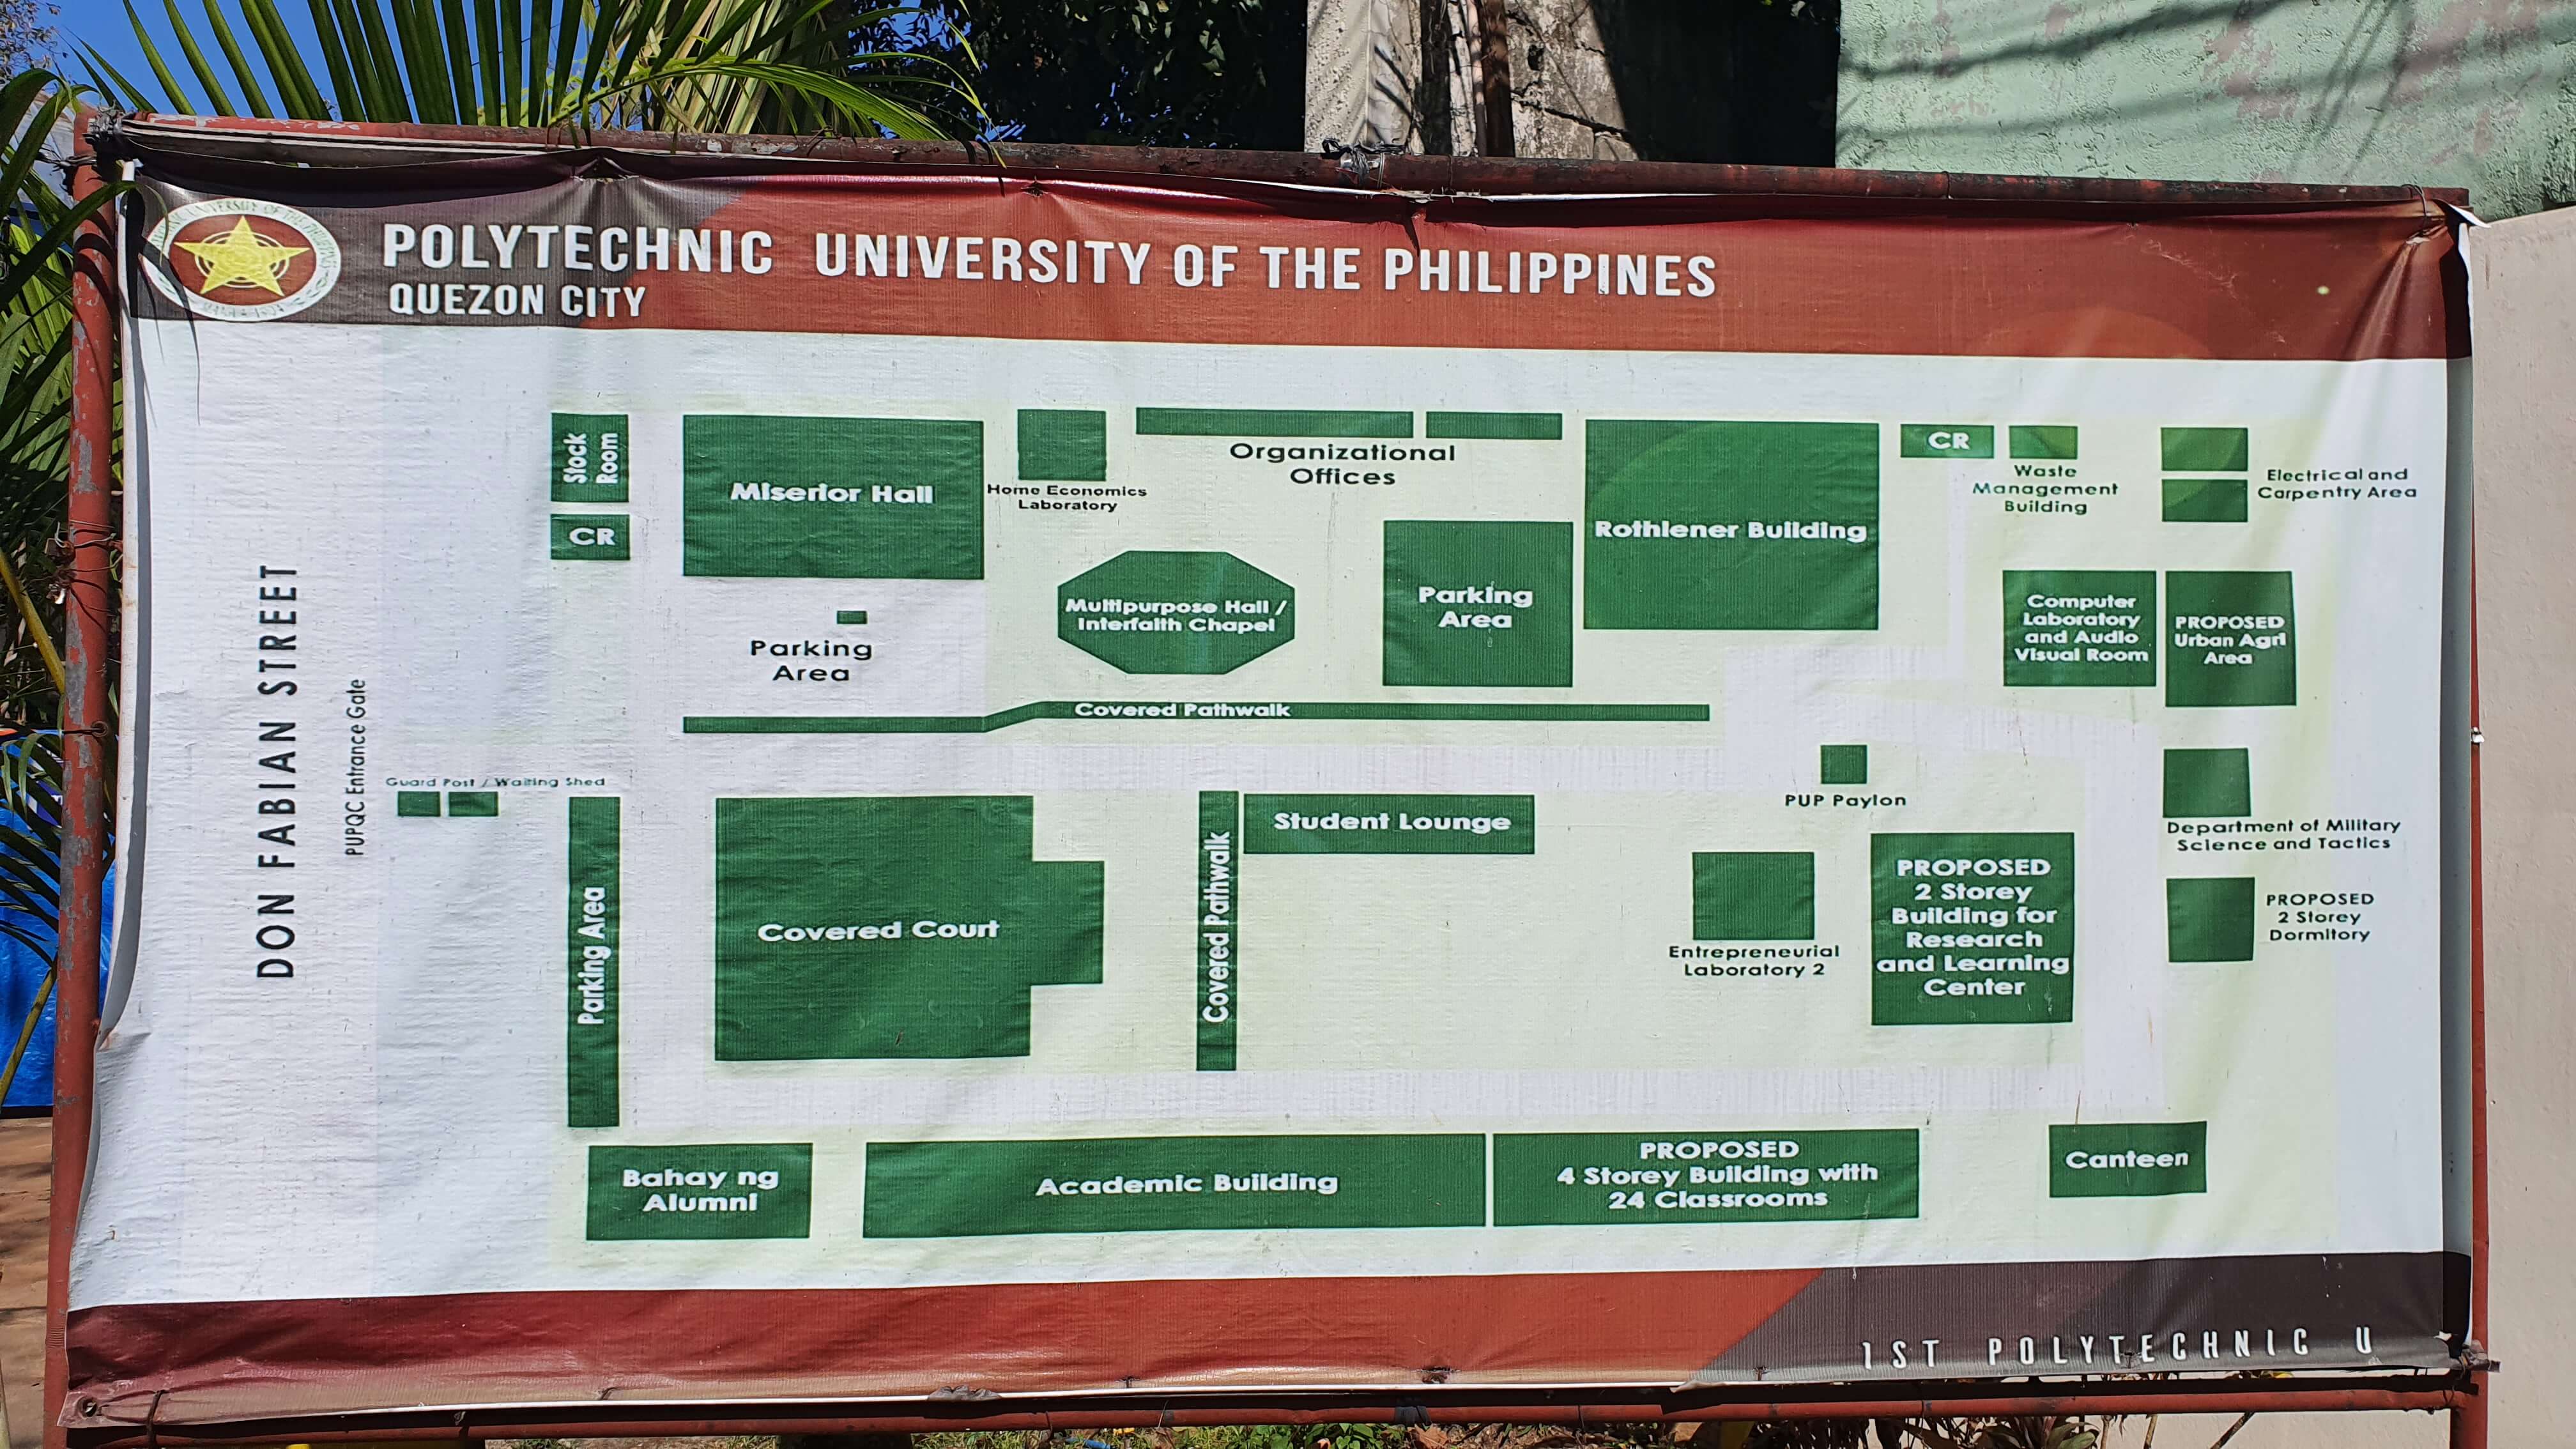 POLYTECHNIC UNIVERSITY OF THE PHILIPPINES
QUEZON CITY
Stock
Room
CR
Miserior Hall
Home Economics
Laboratory
Organizational
Offices
Rothlener Building
CR
Waste
Management
Building
Electrical and
Carpentry Area
Multipurpose Hall /
Interfaith Chapel
Parking
Area
Parking
Area
Computer
Laboratory
and Audio
Visual Room
PROPOSED
Urban Agri
Area
Covered Pathwalk
DON FABIAN STREET
PUPQC Entrance Gate
Guard Post / Waiting Shed
Parking Area
Covered Court
Covered Pathwalk
Student Lounge
PUP Paylon
Entrepreneurial
Laboratory 2
PROPOSED
2 Storey
Building for
Research
and Learning
Center
Department of Military
Science and Tactics
PROPOSED
2 Storey
Dormitory
Bahay ng
Alumni
Academic Building
PROPOSED
4 Storey Building with
24 Classrooms
Canteen
1ST POLYTECHNIC U